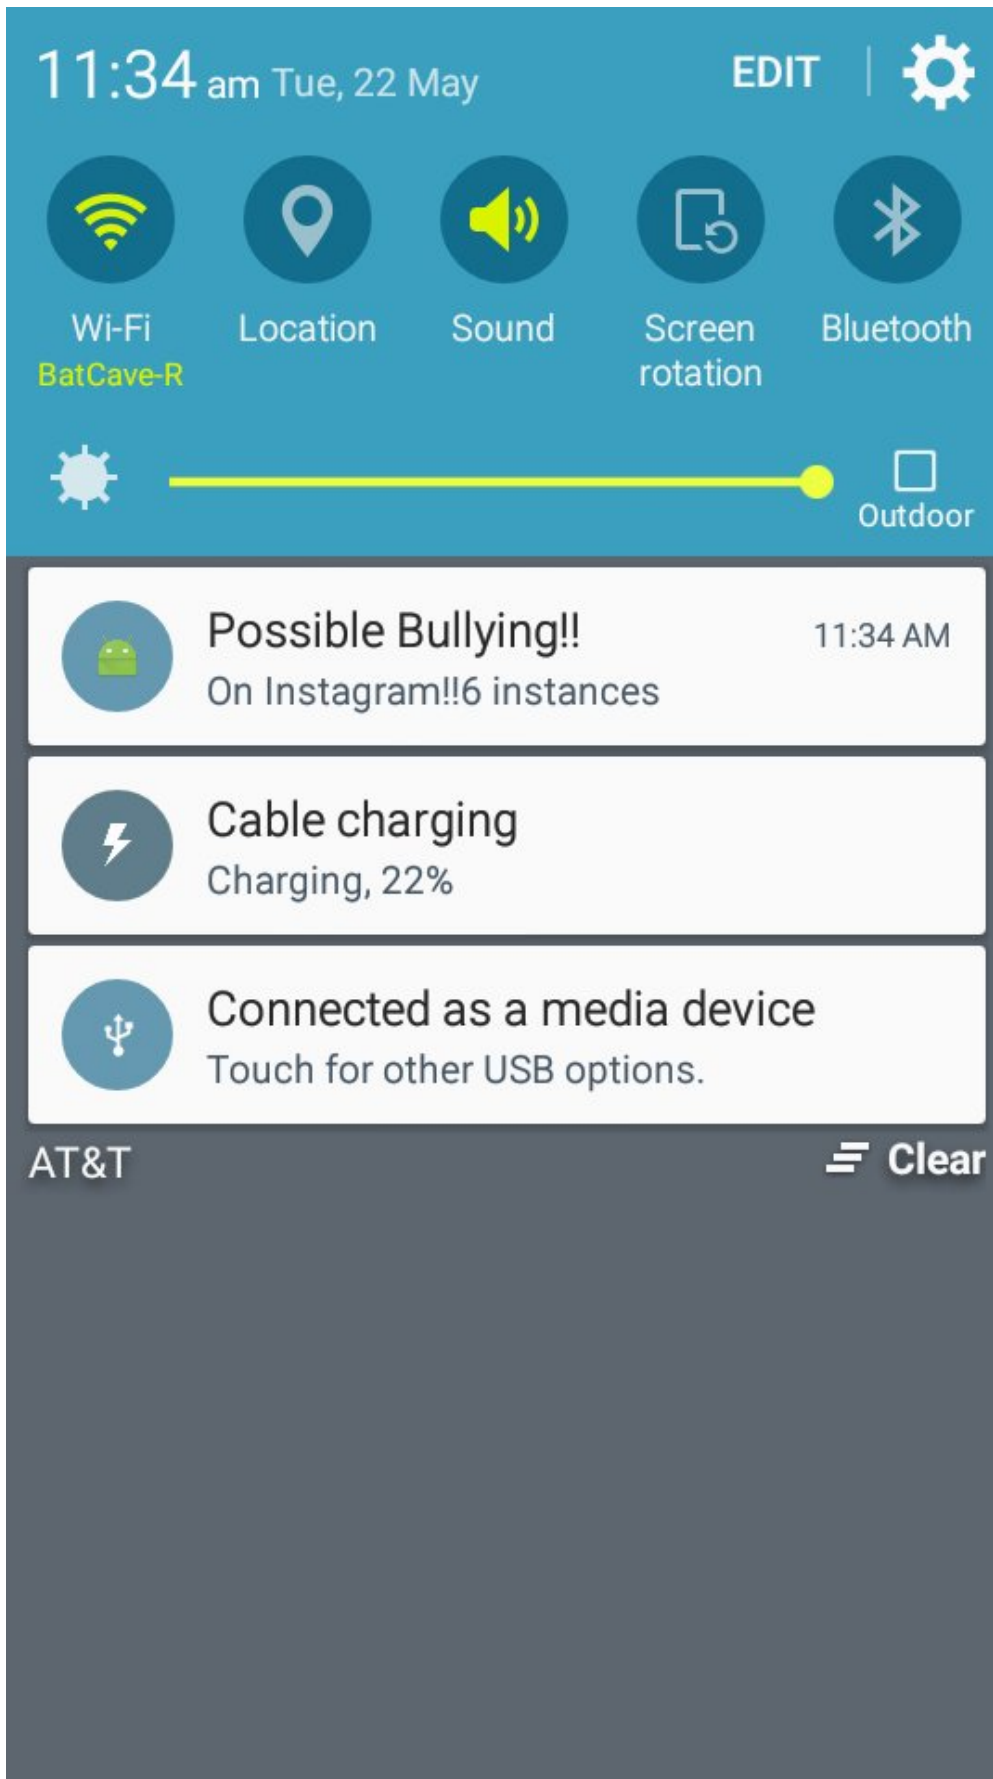 11:34 am Tue, 22 May EDIT
Wi-Fi Location Sound Screen rotation Bluetooth
BatCave-R
Outdoor
Possible Bullying!! 11:34 AM
On Instagram!!6 instances
Cable charging
Charging, 22%
Connected as a media device
Touch for other USB options.
AT&T Clear